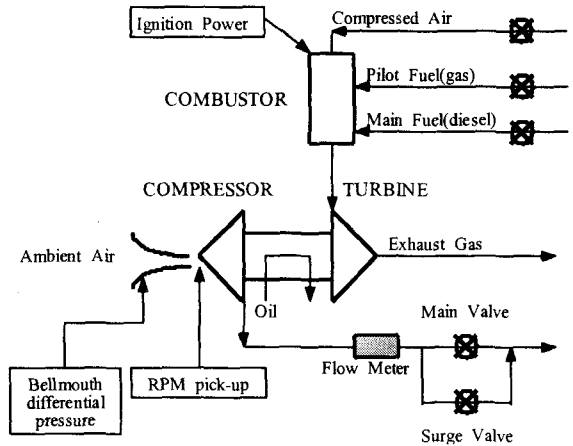 Ignition Power
Compressed Air
Pilot Fuel(gas)
COMBUSTOR
Main Fuel(diesel)
COMPRESSOR
TURBINE
Ambient Air
Exhaust Gas
Oil
Main Valve
Flow Meter
Bellmouth
differential
pressure
RPM pick-up
Surge Valve